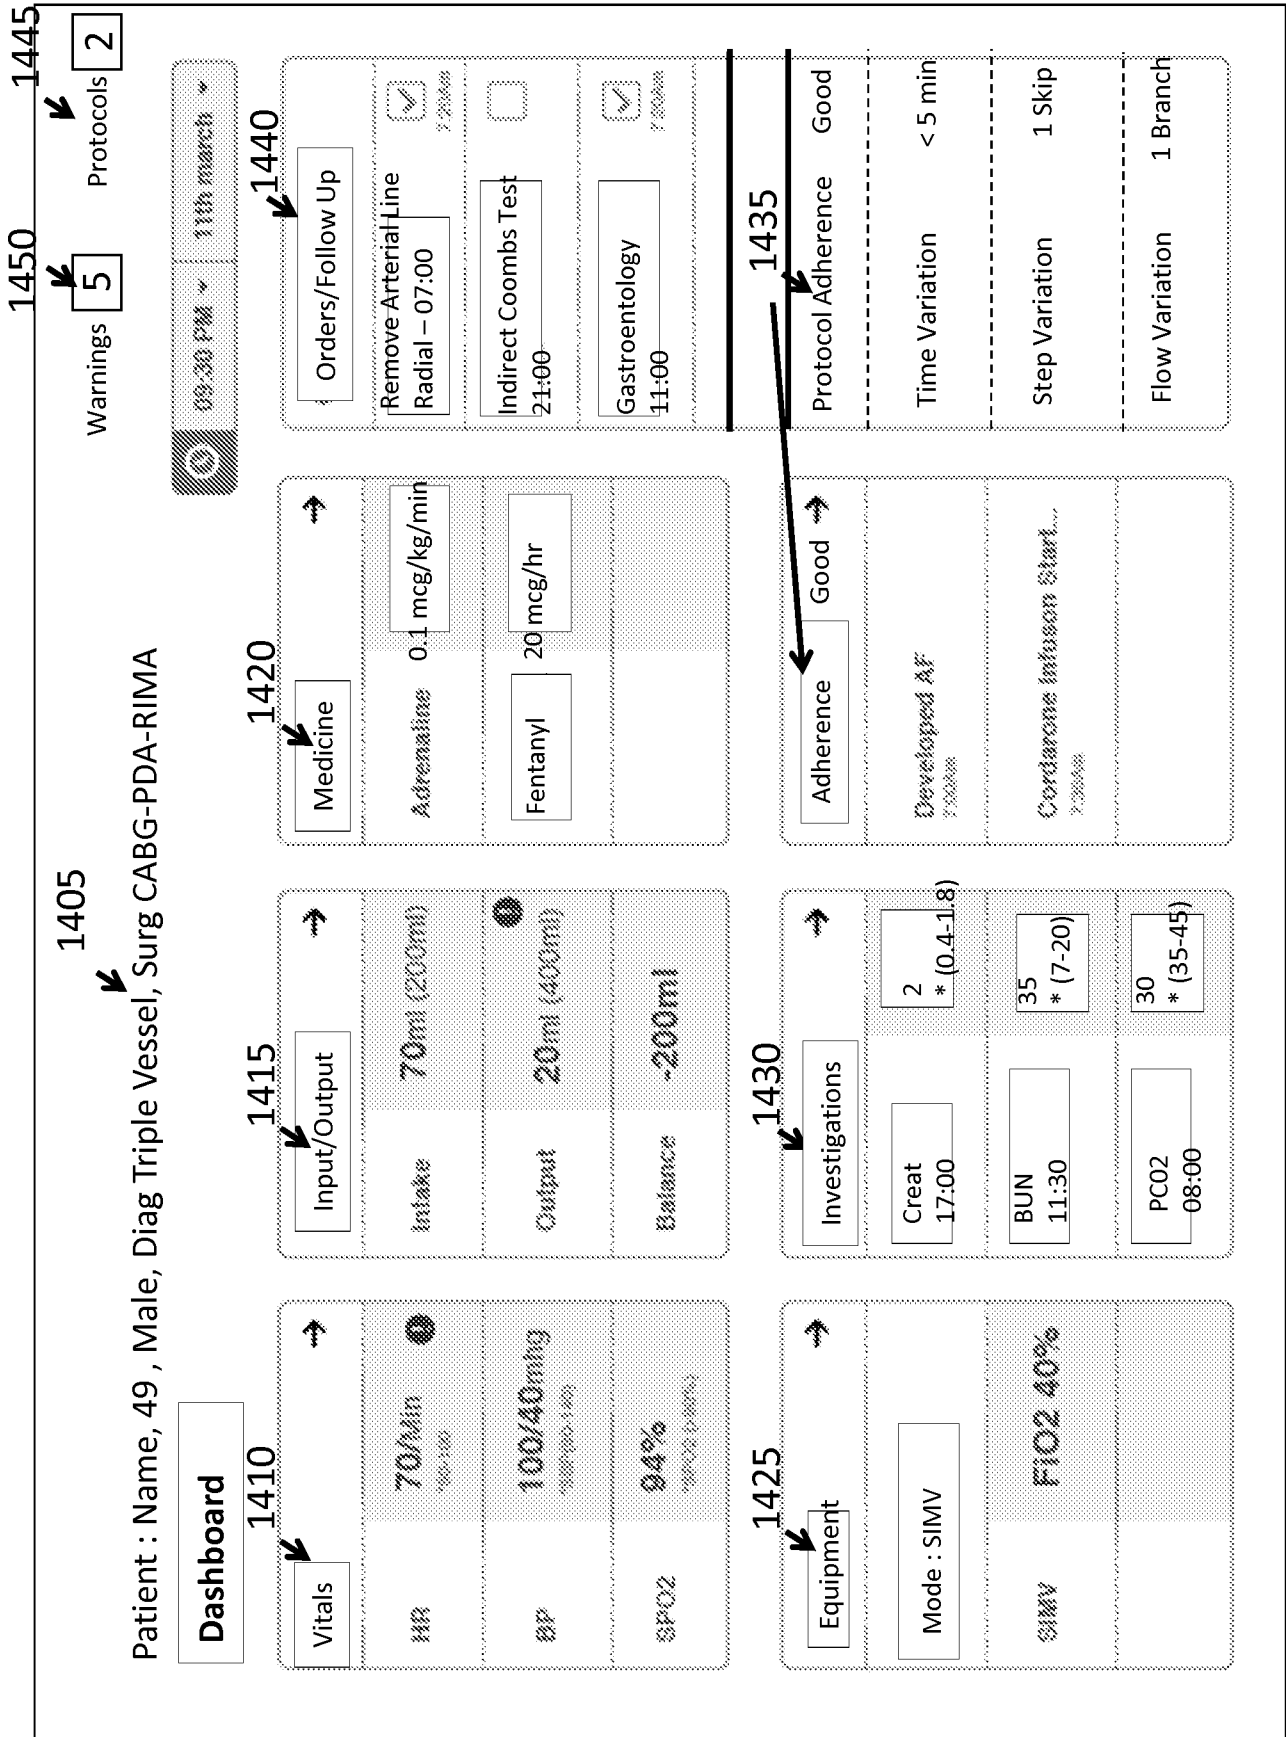 1405
1450
1445
Patient : Name, 49 , Male, Diag Triple Vessel, Surg CABG-PDA-RIMA
Warnings 5
Protocols 2
Dashboard
09:30 PM
11th march
1410
Vitals
HR
70/Min
BP
100/40mhg
SPO2
94%
1415
Input/Output
Intake
70ml (200ml)
Output
20ml (400ml)
Balance
-200ml
1420
Medicine
Adrenaline
0.1 mcg/kg/min
Fentanyl
20 mcg/hr
1440
Orders/Follow Up
Remove Arterial Line
Radial – 07:00
Indirect Coombs Test
21:00
Gastroentology
11:00
1425
Equipment
Mode : SIMV
SIMV
FiO2 40%
1430
Investigations
Creat
17:00
2
* (0.4-1.8)
BUN
11:30
35
* (7-20)
PC02
08:00
30
* (35-45)
Adherence
Good
Developed AF
Cordarone Infuson Start...
1435
Protocol Adherence Good
Time Variation < 5 min
Step Variation 1 Skip
Flow Variation 1 Branch